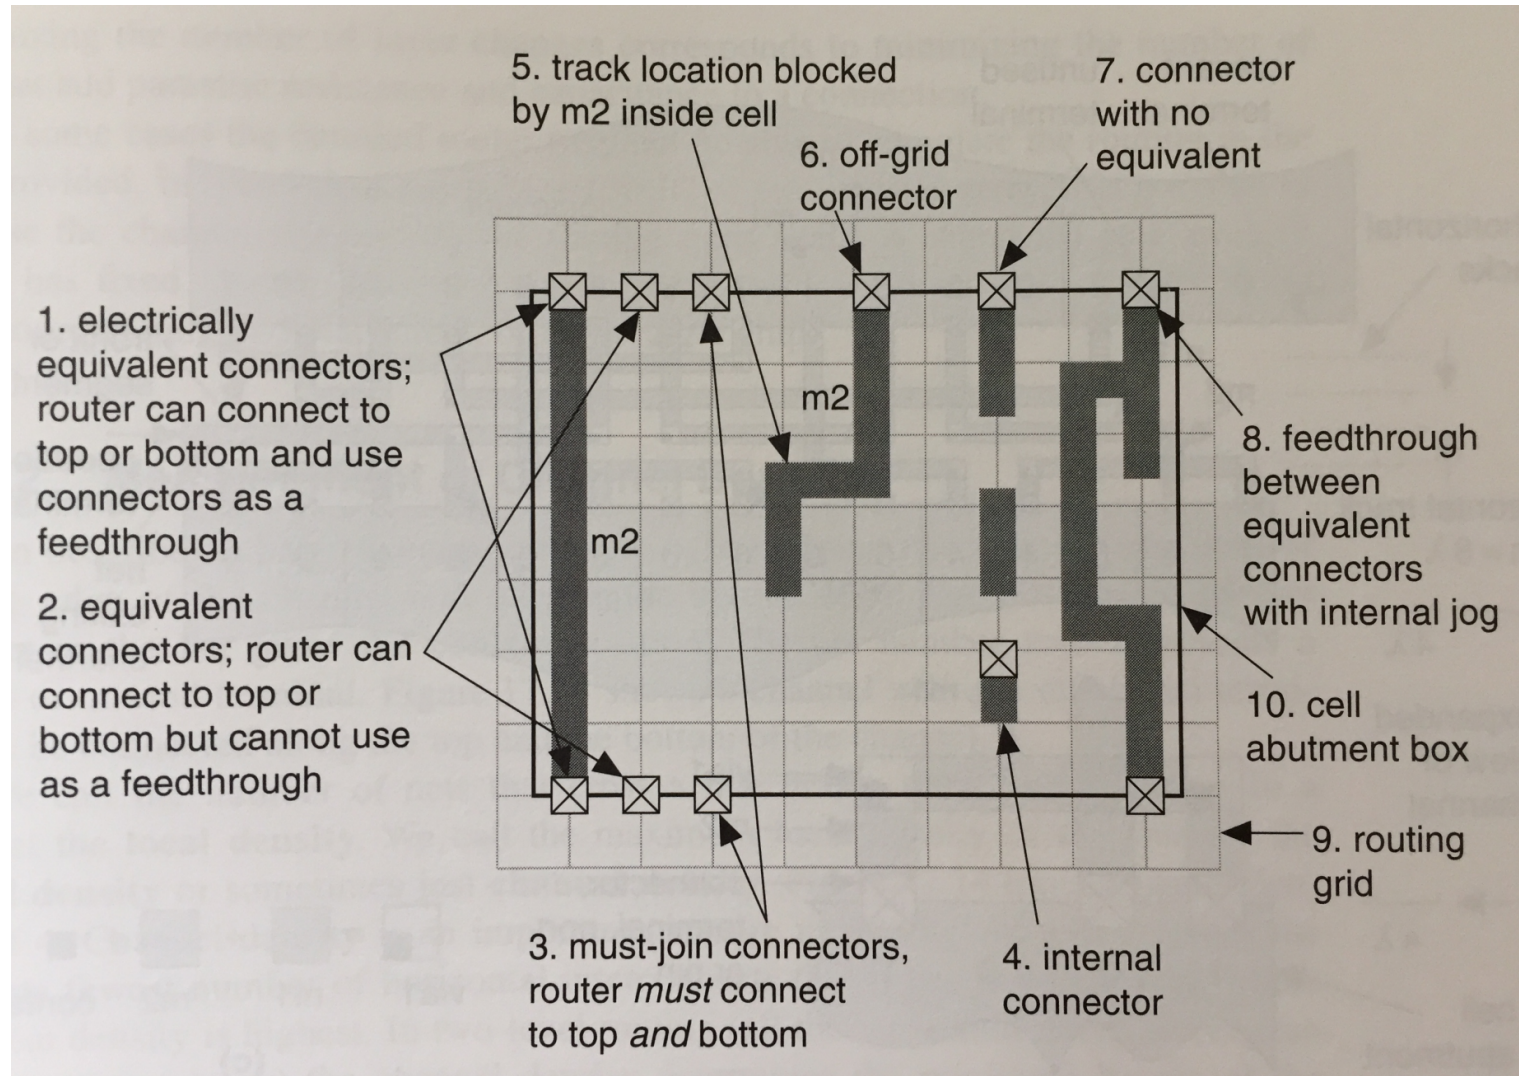 5. track location blocked
by m2 inside cell
7. connector
with no
equivalent
6. off-grid
connector
1. electrically
equivalent connectors;
router can connect to
top or bottom and use
connectors as a
feedthrough
m2
m2
8. feedthrough
between
equivalent
connectors
with internal jog
2. equivalent
connectors; router can
connect to top or
bottom but cannot use
as a feedthrough
10. cell
abutment box
9. routing
grid
3. must-join connectors,
router must connect
to top and bottom
4. internal
connector